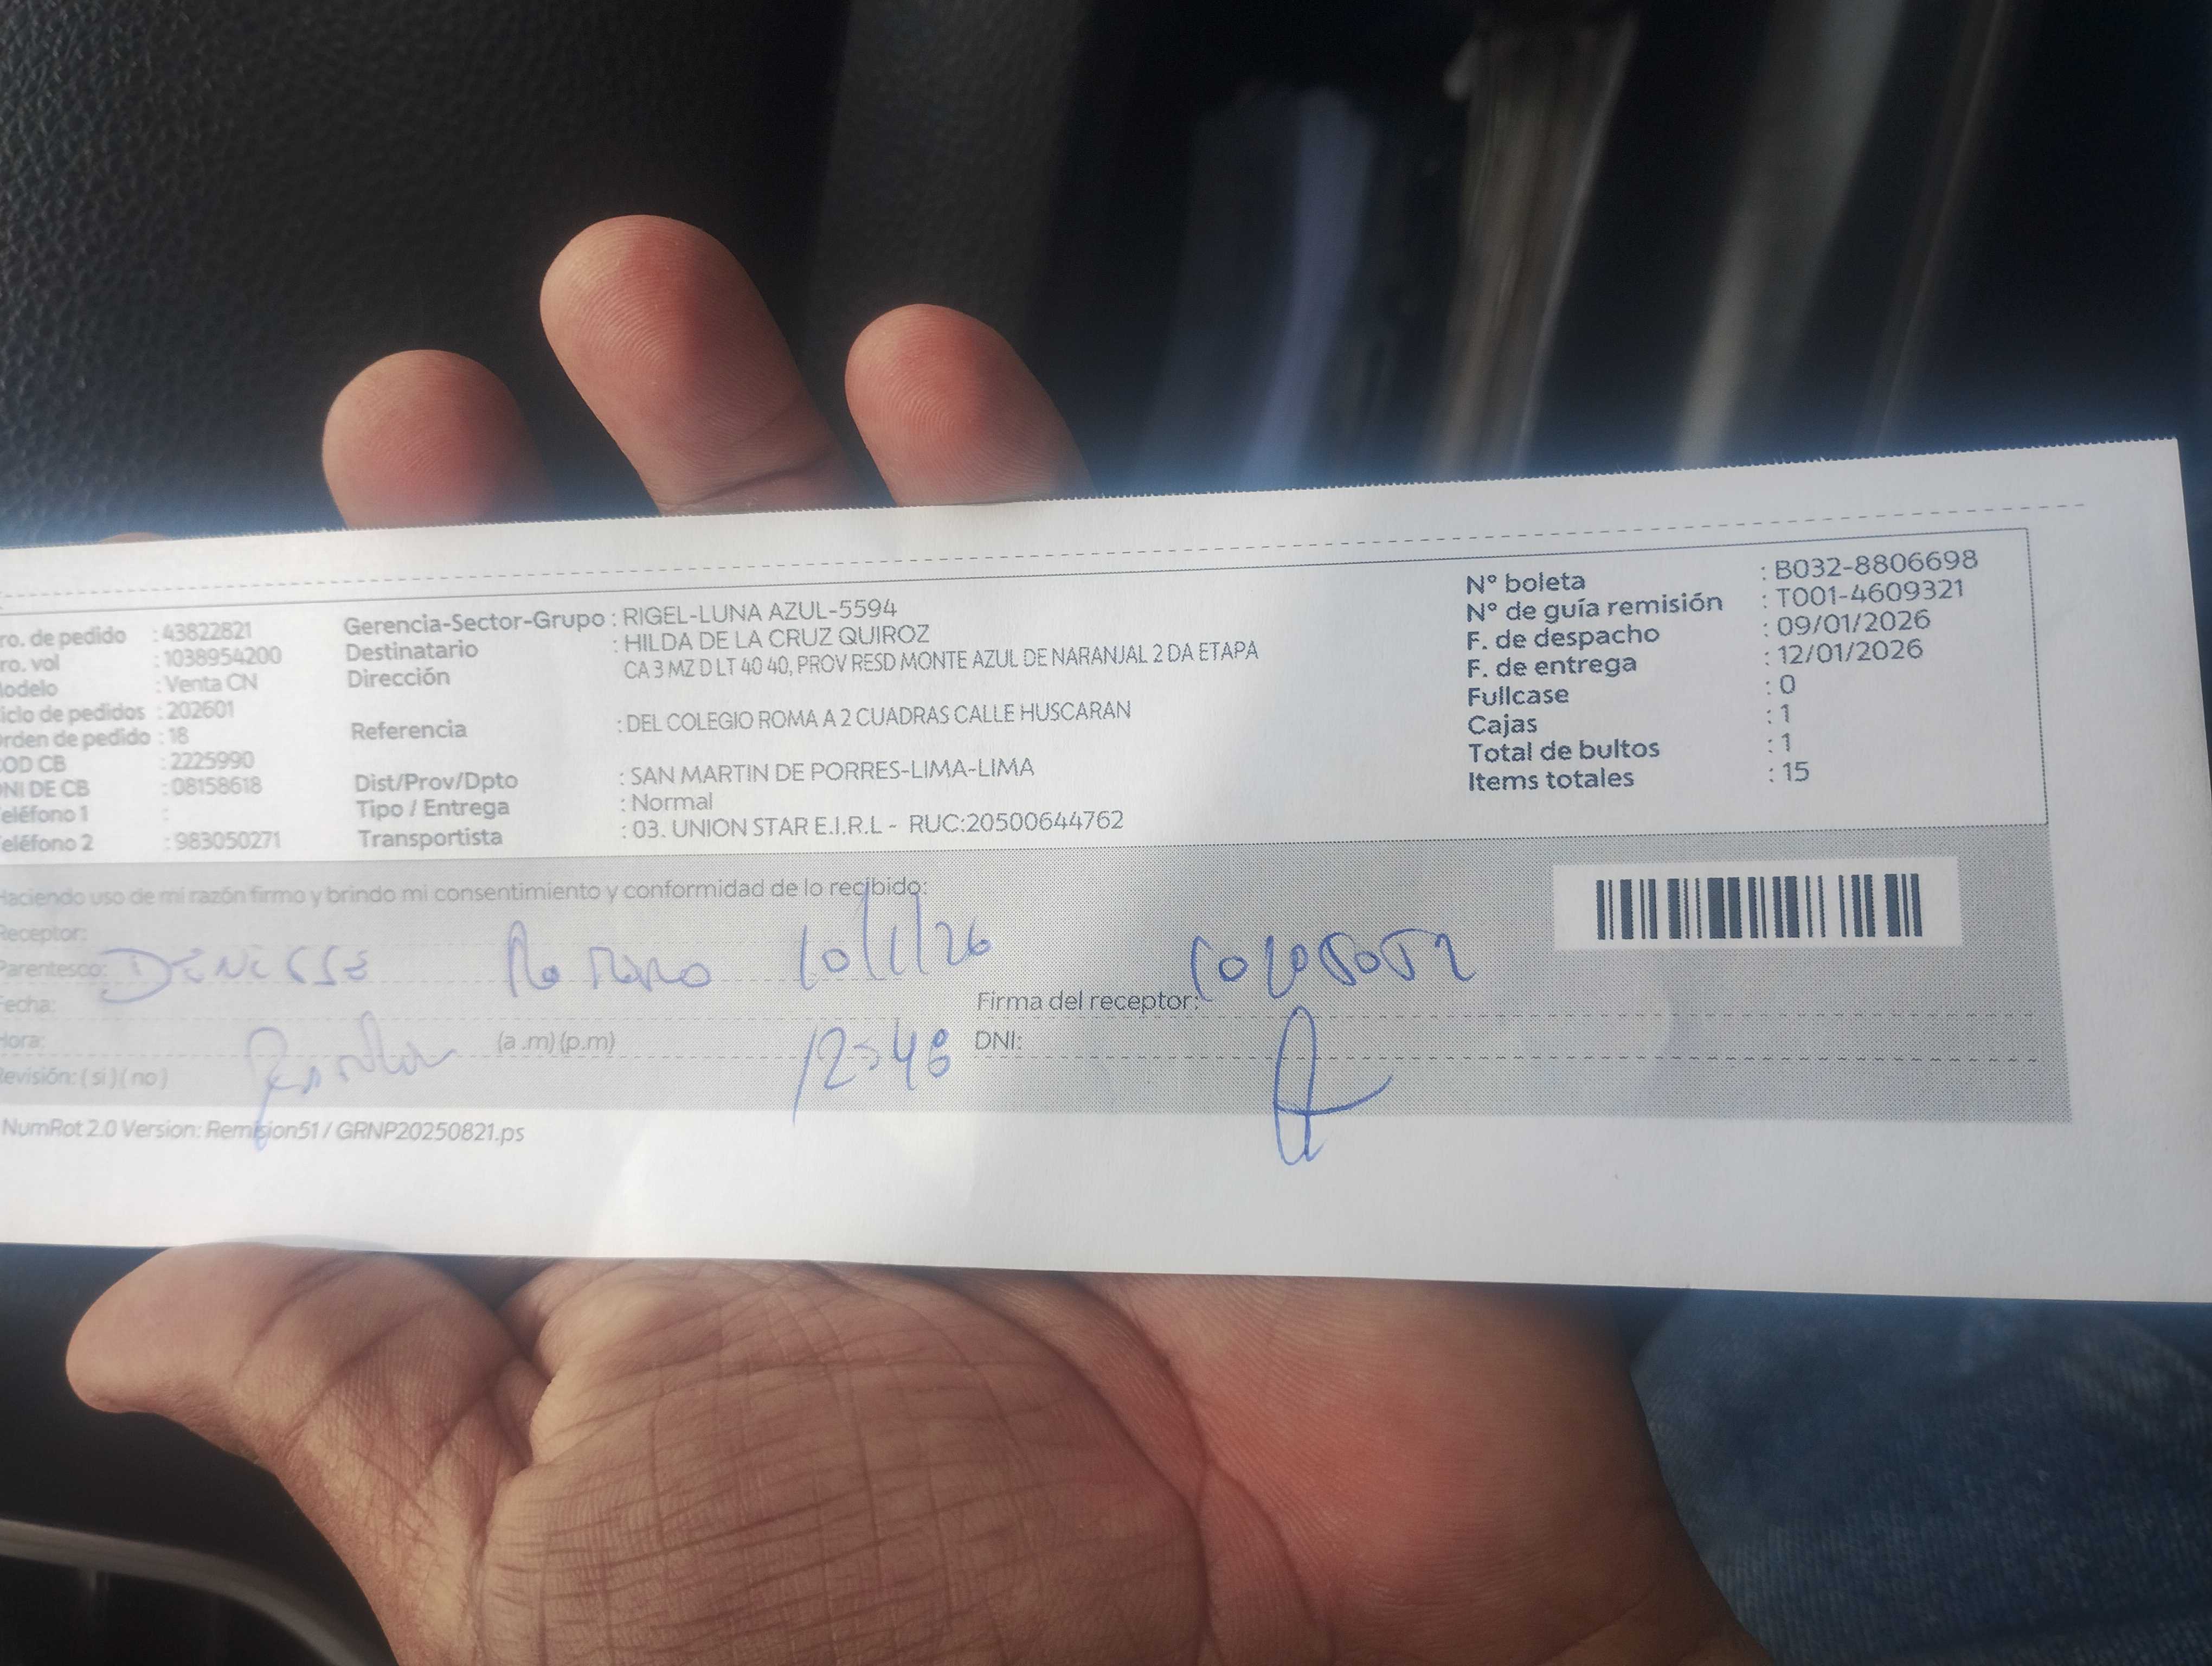 ro. de pedido : 43822821
ro. vol : 1038954200
odelo : Venta CN
iclo de pedidos : 202601
rden de pedido : 18
OD CB : 2225990
NI DE CB : 08158618
eléfono 1 :
eléfono 2 : 983050271
Gerencia-Sector-Grupo : RIGEL-LUNA AZUL-5594
Destinatario : HILDA DE LA CRUZ QUIROZ
Dirección CA 3 MZ D LT 40 40, PROV RESD MONTE AZUL DE NARANJAL 2 DA ETAPA
Referencia : DEL COLEGIO ROMA A 2 CUADRAS CALLE HUSCARAN
Dist/Prov/Dpto : SAN MARTIN DE PORRES-LIMA-LIMA
Tipo / Entrega : Normal
Transportista : 03. UNION STAR E.I.R.L - RUC:20500644762
N° boleta : B032-8806698
N° de guía remisión : T001-4609321
F. de despacho : 09/01/2026
F. de entrega : 12/01/2026
Fullcase : 0
Cajas : 1
Total de bultos : 1
Items totales : 15
Haciendo uso de mi razón firmo y brindo mi consentimiento y conformidad de lo recibido:
Receptor:
Parentesco: DENISSE 10/1/26
Fecha: Firma del receptor:
Hora: (a.m) (p.m) 12:48 DNI:
evisión: ( si ) ( no )
NumRot 2.0 Version: Remision51 / GRNP20250821.ps